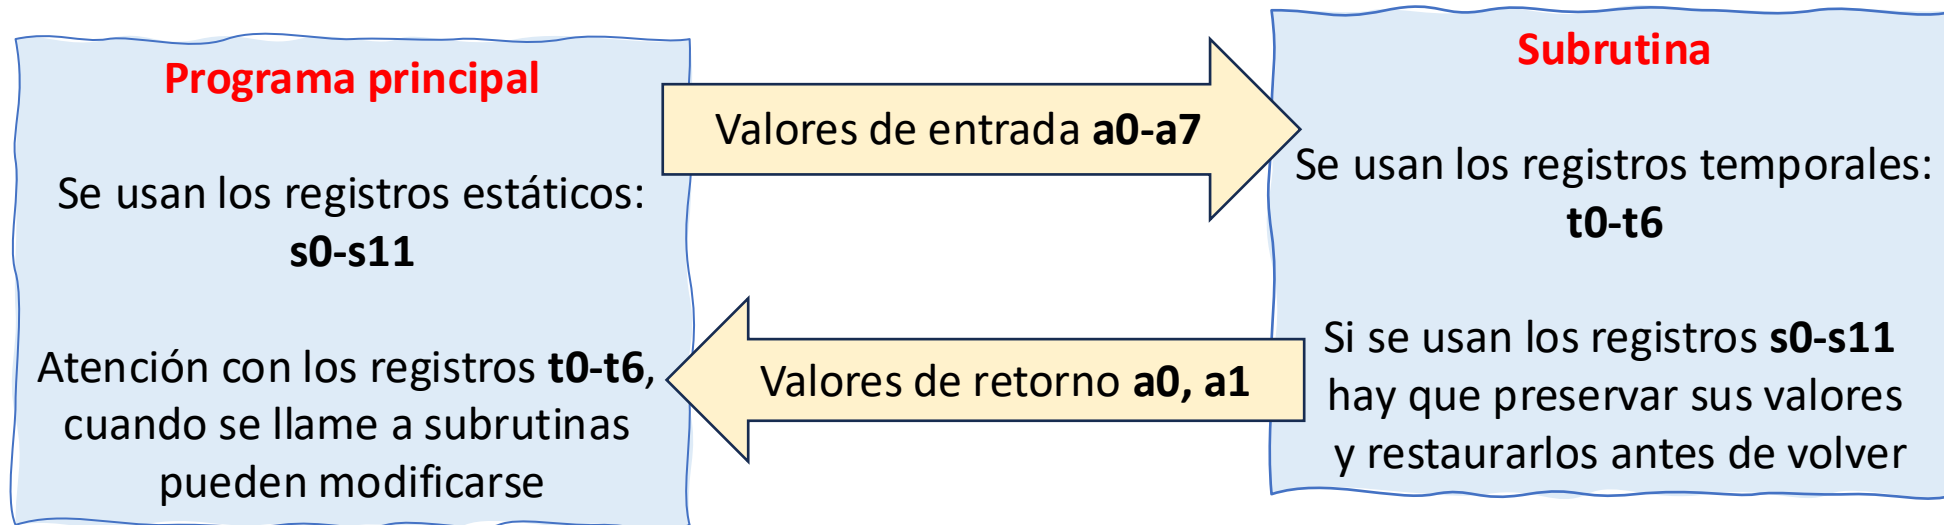 Programa principal
Se usan los registros estáticos:
s0-s11
Atención con los registros t0-t6,
cuando se llame a subrutinas
pueden modificarse
Valores de entrada a0-a7
Valores de retorno a0, a1
Subrutina
Se usan los registros temporales:
t0-t6
Si se usan los registros s0-s11
hay que preservar sus valores
y restaurarlos antes de volver